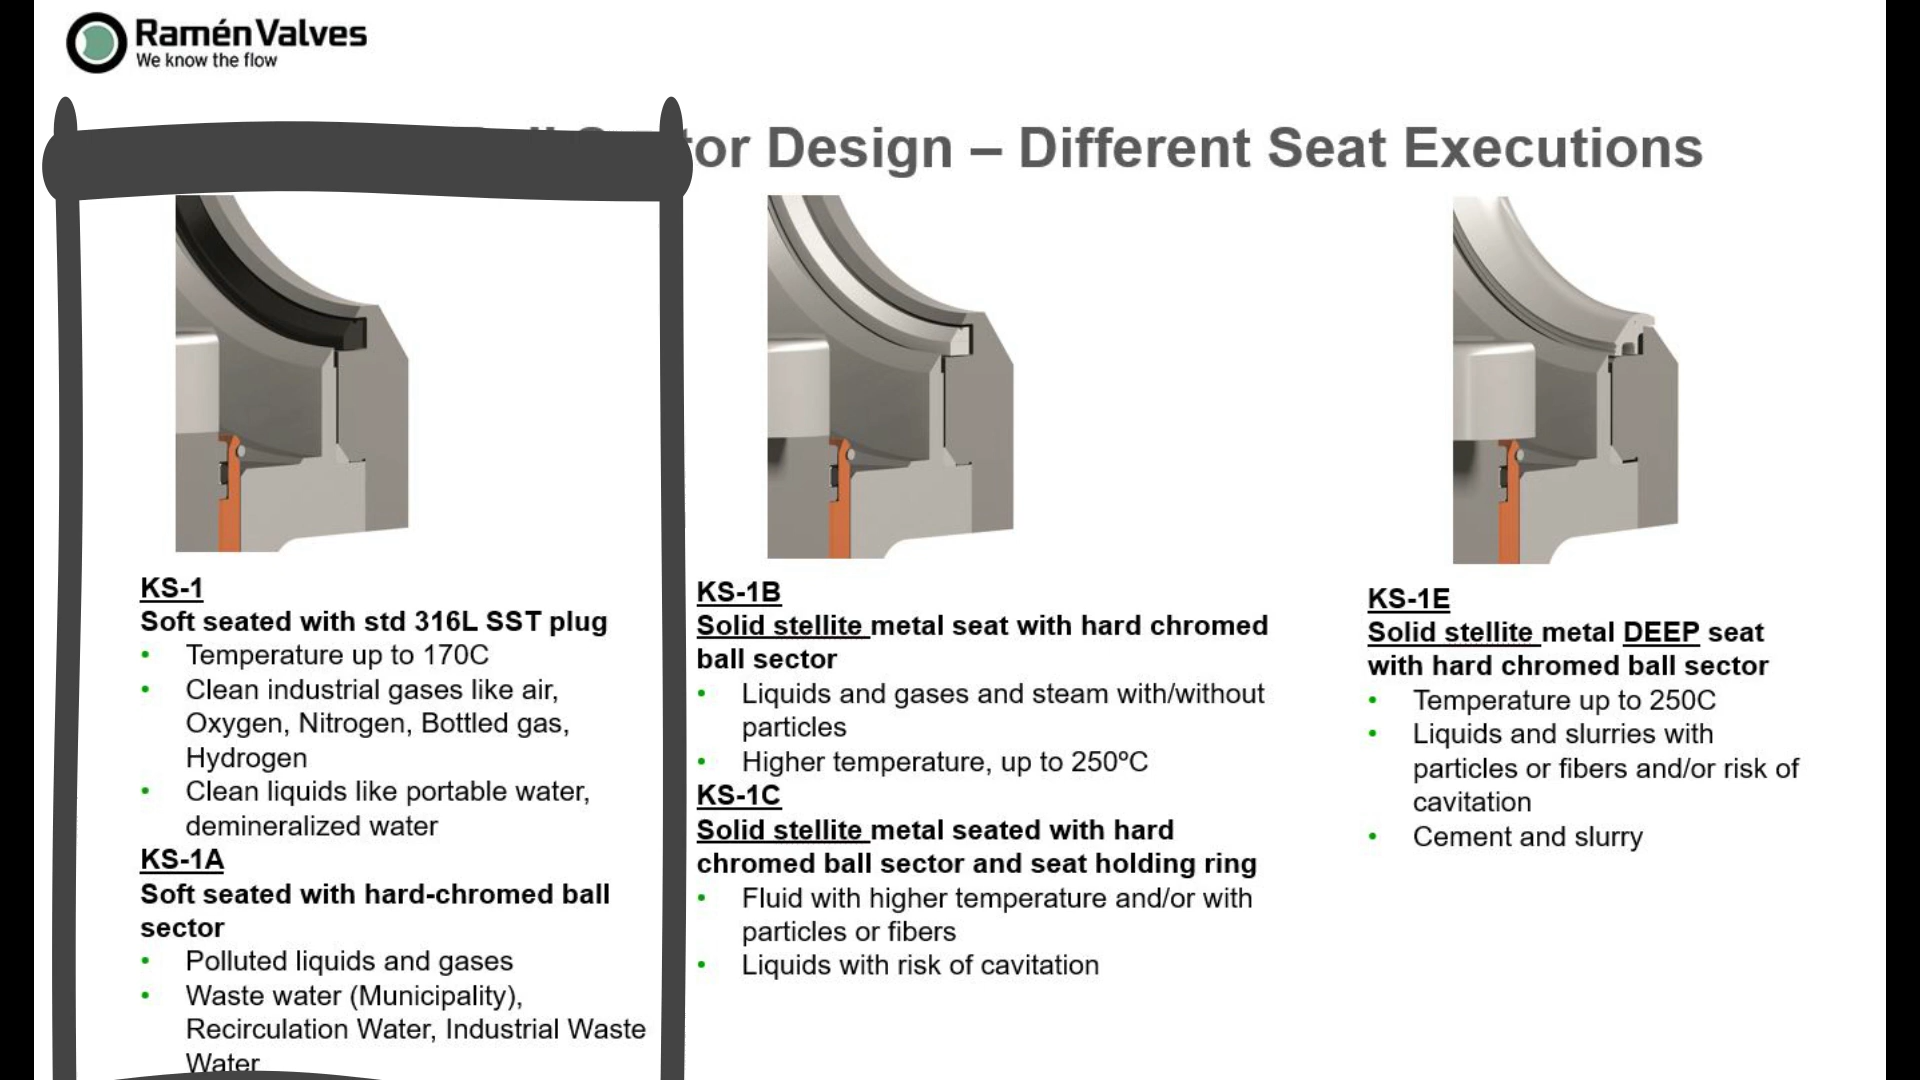 Ramén Valves
We know the flow
Design – Different Seat Executions
KS-1
Soft seated with std 316L SST plug
• Temperature up to 170C
• Clean industrial gases like air,
Oxygen, Nitrogen, Bottled gas,
Hydrogen
• Clean liquids like portable water,
demineralized water
KS-1A
Soft seated with hard-chromed ball
sector
• Polluted liquids and gases
• Waste water (Municipality),
Recirculation Water, Industrial Waste
Water
KS-1B
Solid stellite metal seat with hard chromed
ball sector
• Liquids and gases and steam with/without
particles
• Higher temperature, up to 250ºC
KS-1C
Solid stellite metal seated with hard
chromed ball sector and seat holding ring
• Fluid with higher temperature and/or with
particles or fibers
• Liquids with risk of cavitation
KS-1E
Solid stellite metal DEEP seat
with hard chromed ball sector
• Temperature up to 250C
• Liquids and slurries with
particles or fibers and/or risk of
cavitation
• Cement and slurry